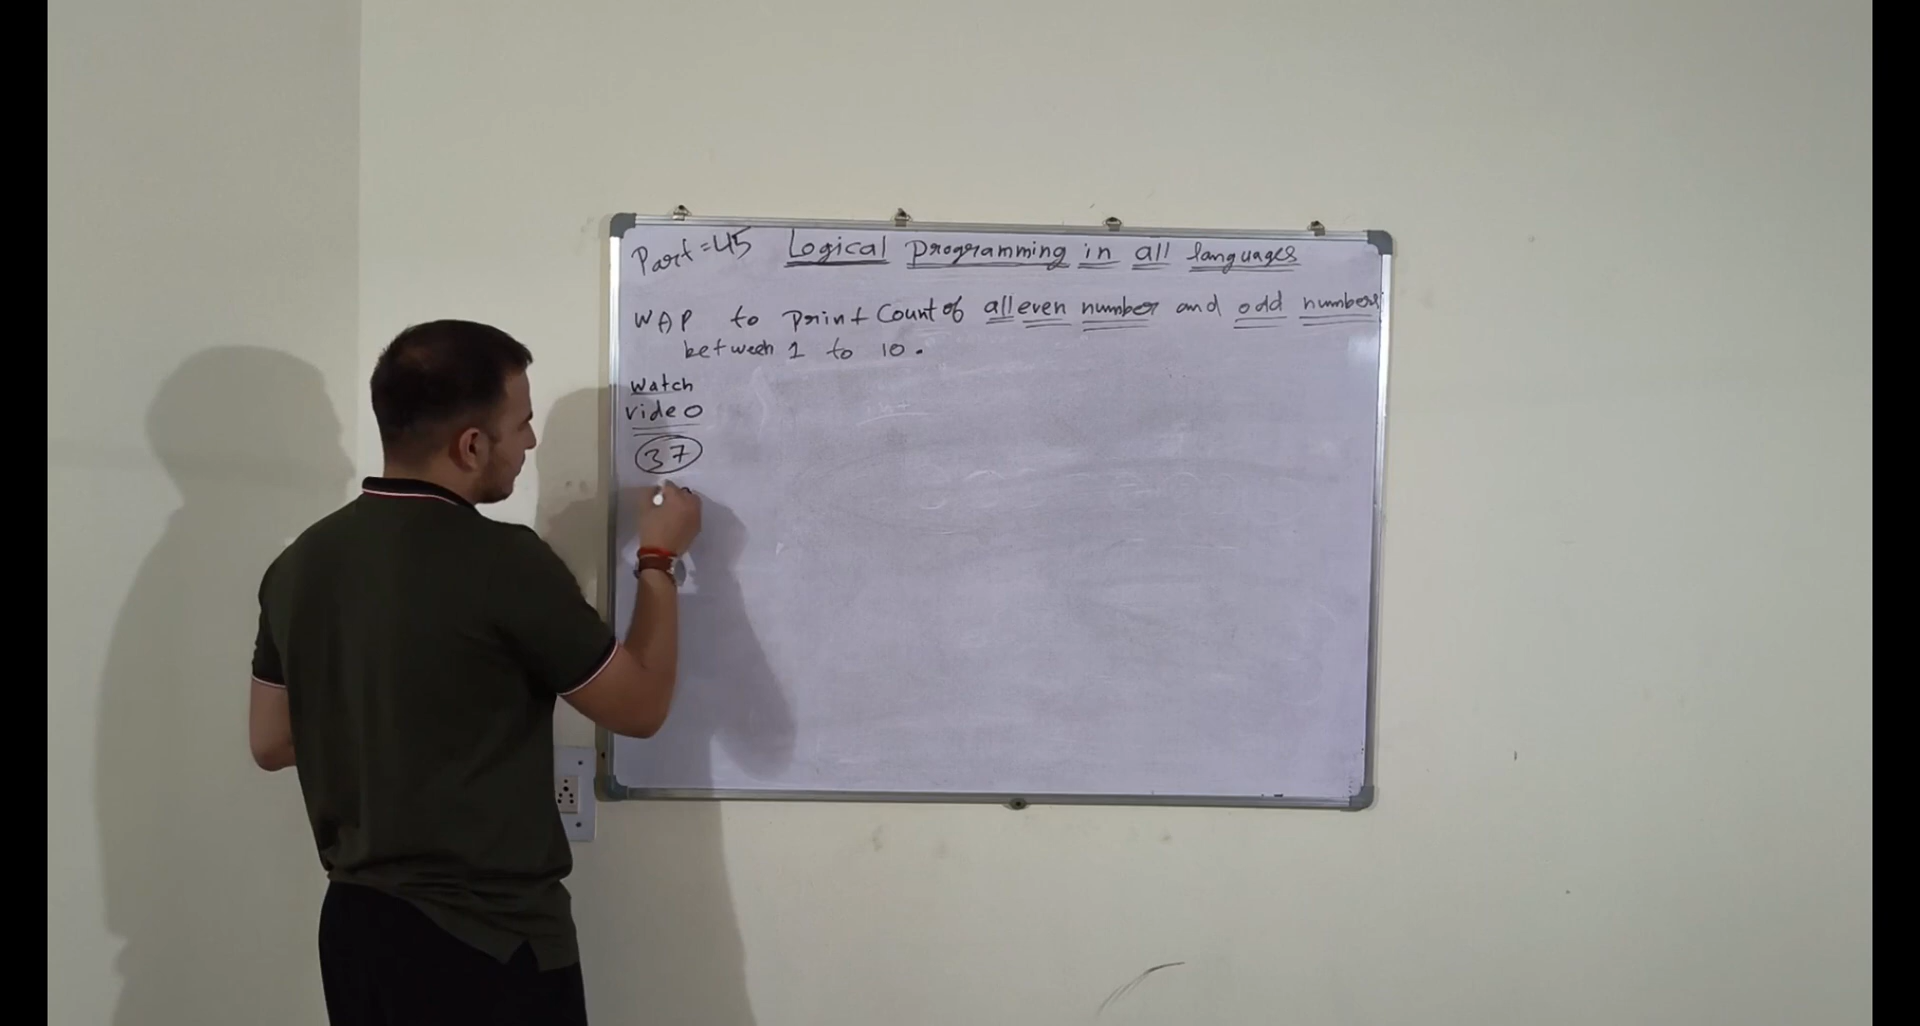 Part=45 Logical Programming in all languages
WAP to print Count of all even number and odd numbers
between 1 to 10.
Watch
video
37